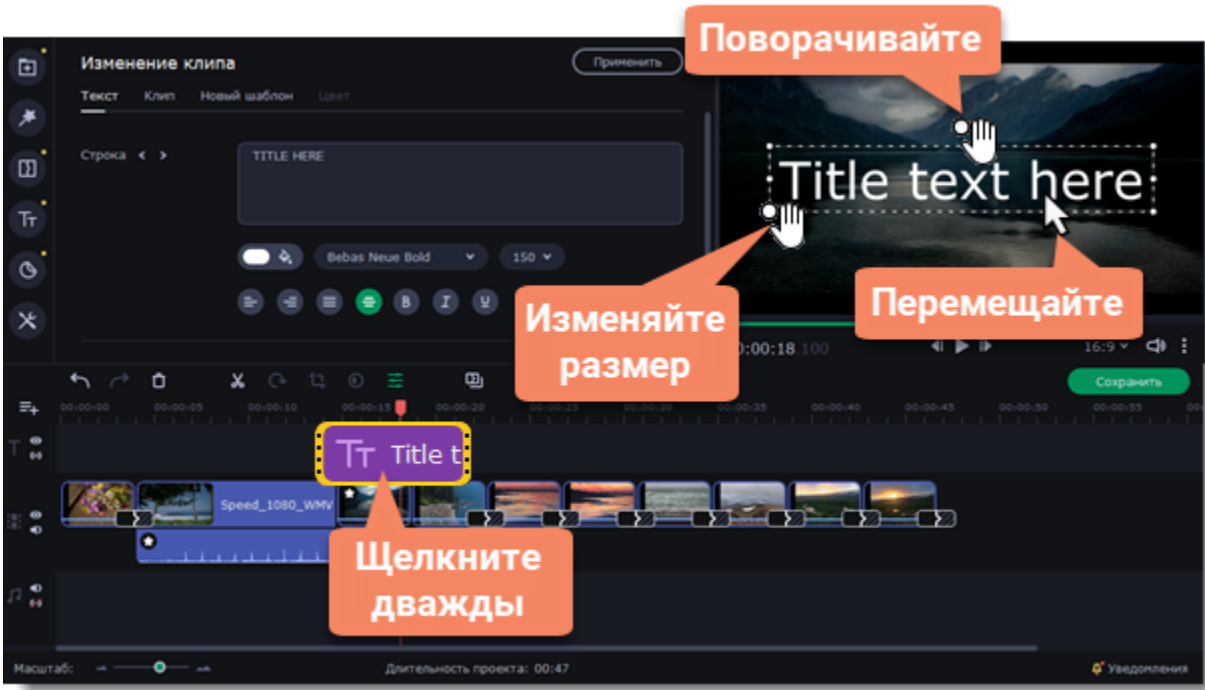 Поворачивайте
Изменение клипа
Применить
Текст Клип Новый шаблон Цвет
Строка < >
TITLE HERE
Title text here
Bebas Neue Bold
150
B I U
Изменяйте
размер
Перемещайте
0:00:18.100
16:9
Сохранить
00:00:00 00:00:05 00:00:10 00:00:15 00:00:20 00:00:25 00:00:30 00:00:35 00:00:40 00:00:45 00:00:50 00:00:55
Title t
Speed_1080_WMV
Щелкните
дважды
Масштаб:
Длительность проекта: 00:47
Уведомления